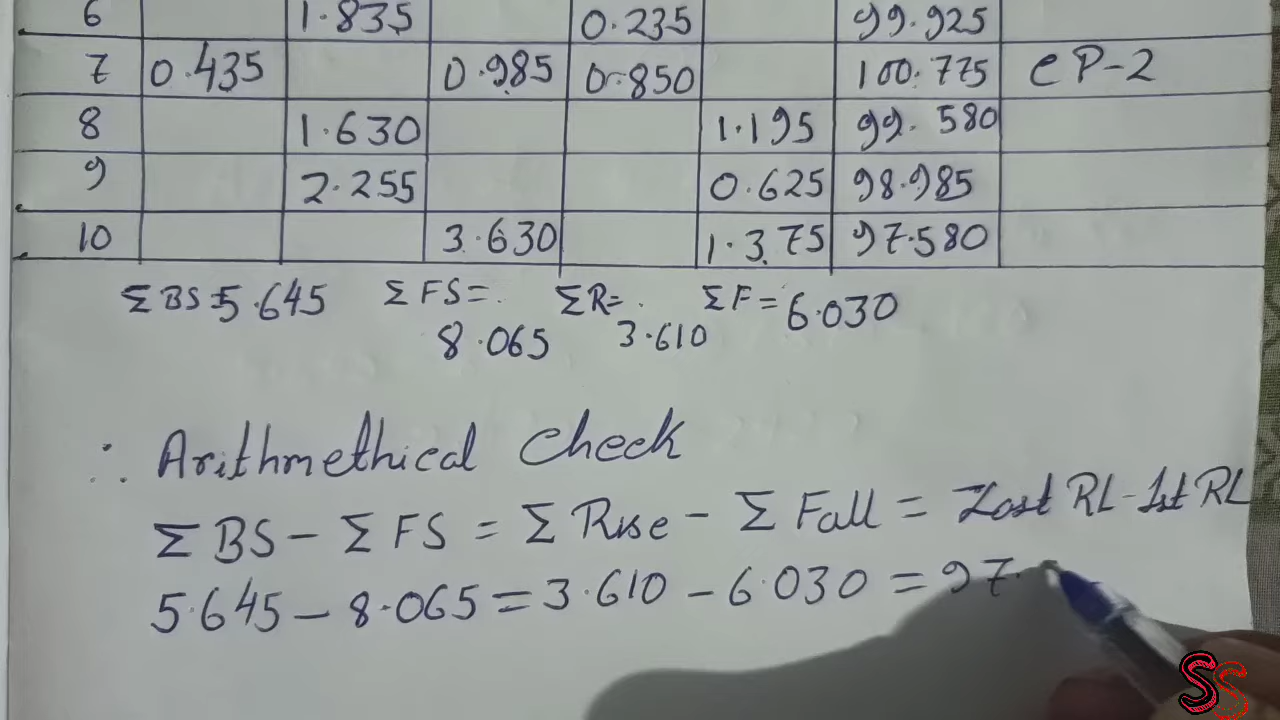 6 1.835 0.235 99.925
7 0.435 0.985 0.850 100.775 CP-2
8 1.630 1.195 99.580
9 2.255 0.625 98.985
10 3.630 1.375 97.580
ΣBS=5.645 ΣFS= ΣR= ΣF=6.030
8.065 3.610
∴ Arithmethical Check
ΣBS - ΣFS = ΣRise - ΣFall = Last RL - 1st RL
5.645 - 8.065 = 3.610 - 6.030 = 97.
SS